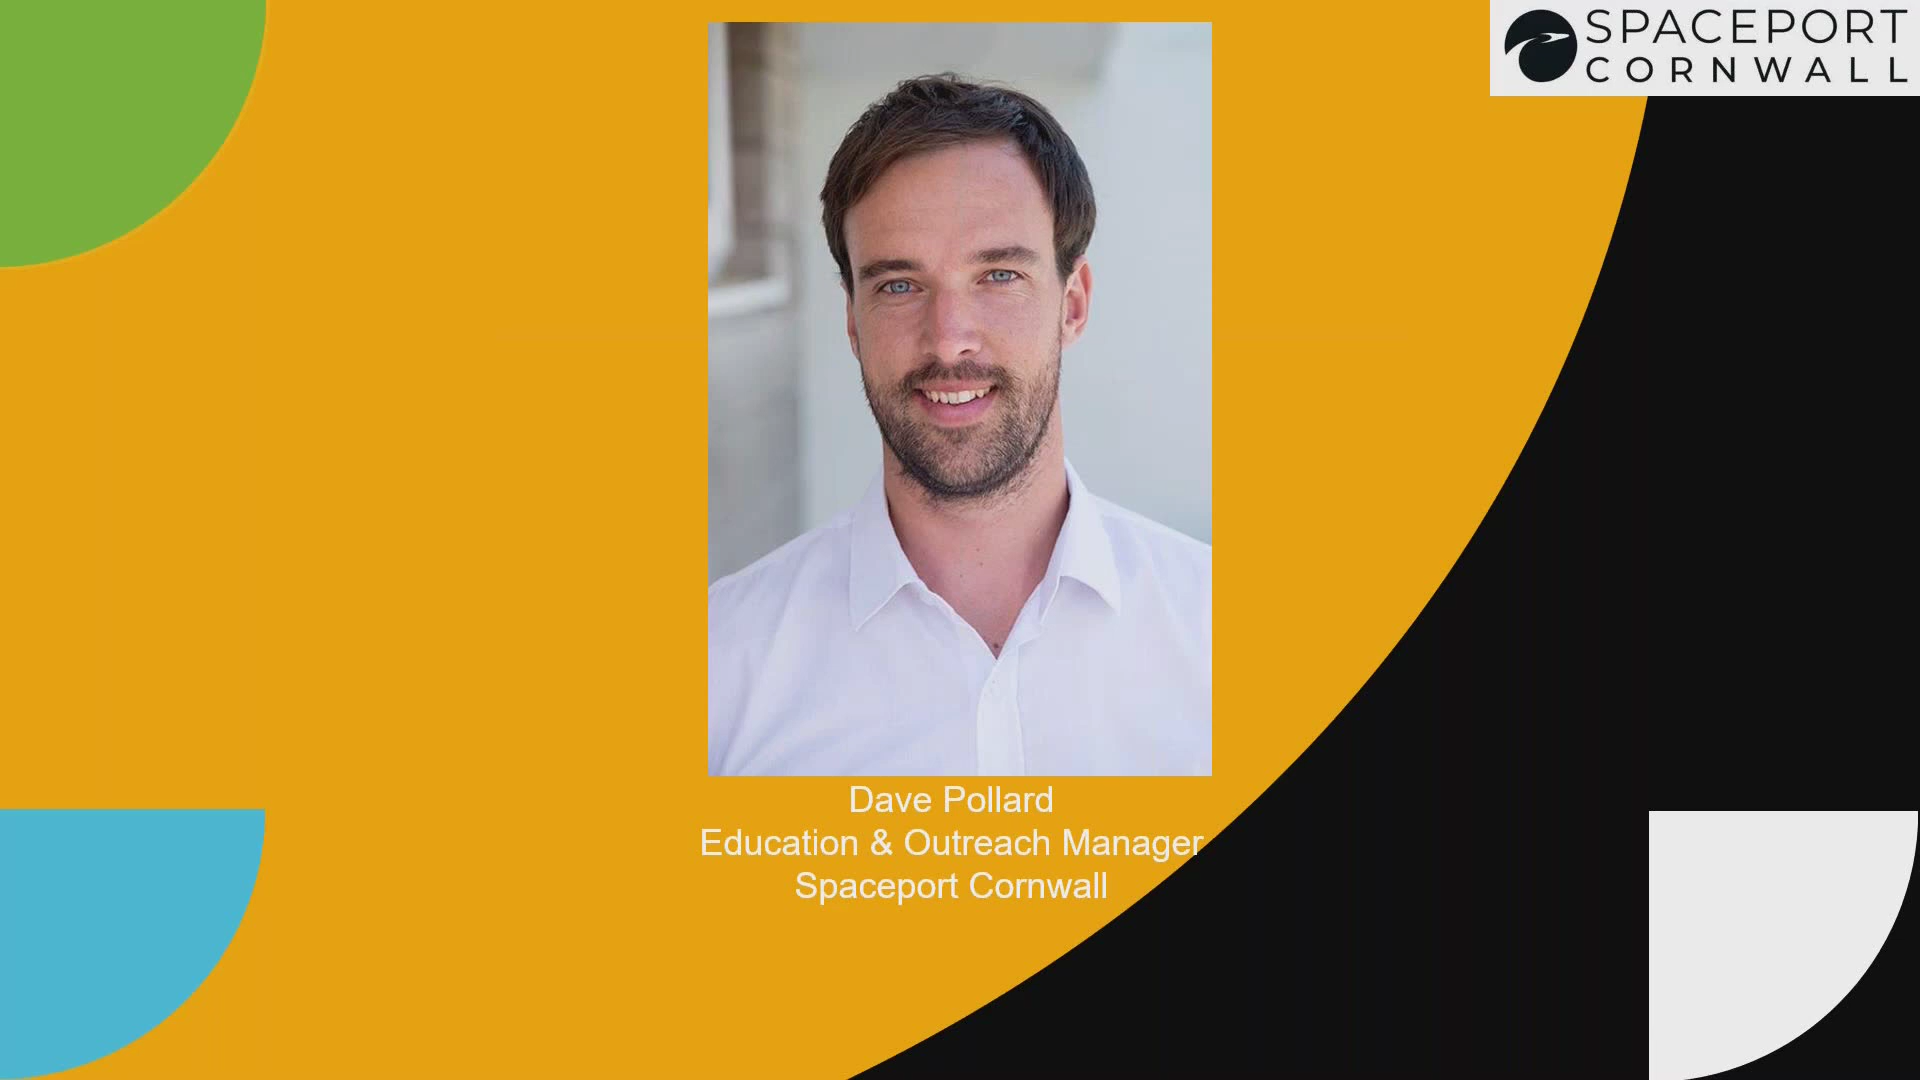 SPACEPORT
CORNWALL
Dave Pollard
Education & Outreach Manager
Spaceport Cornwall